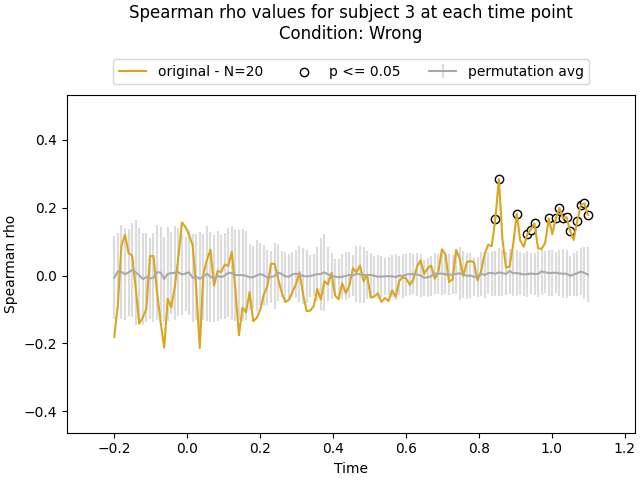 Spearman rho values for subject 3 at each time point
Condition: Wrong
original - N=20 p <= 0.05 permutation avg
0.4
0.2
0.0
−0.2
−0.4
Spearman rho
−0.2 0.0 0.2 0.4 0.6 0.8 1.0 1.2
Time